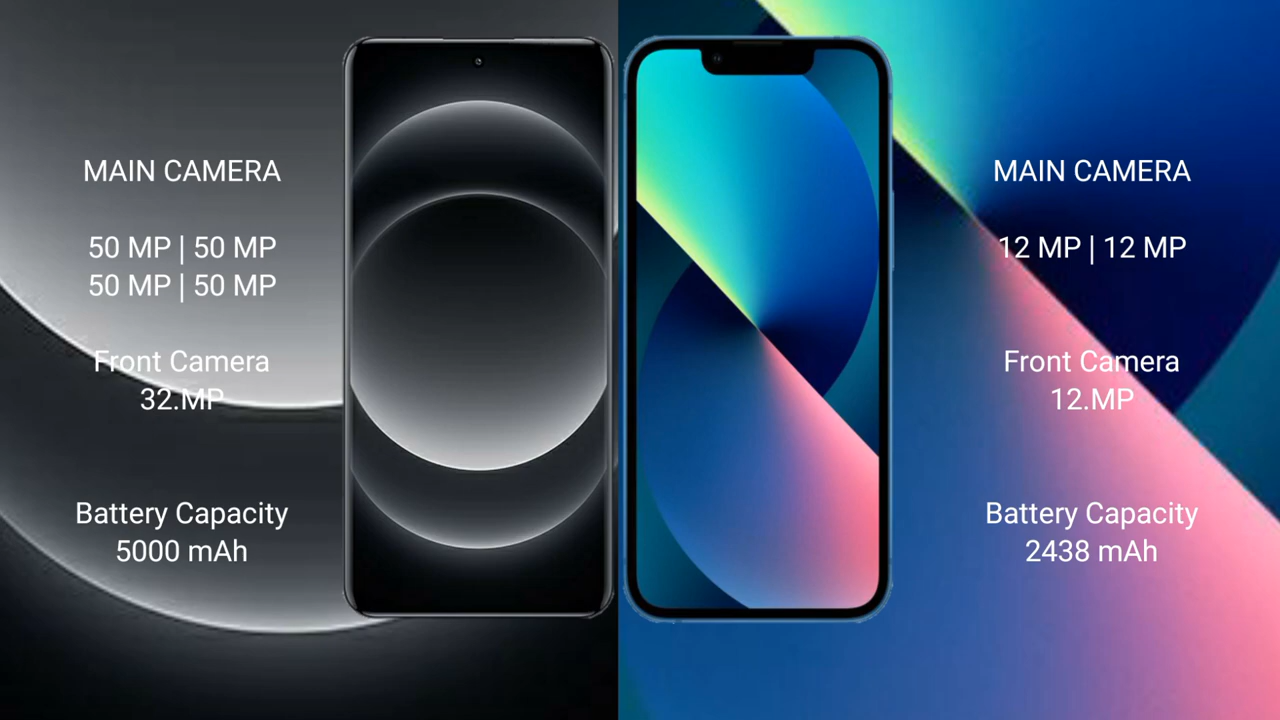 MAIN CAMERA
50 MP | 50 MP
50 MP | 50 MP
Front Camera
32.MP
Battery Capacity
5000 mAh
MAIN CAMERA
12 MP | 12 MP
Front Camera
12.MP
Battery Capacity
2438 mAh